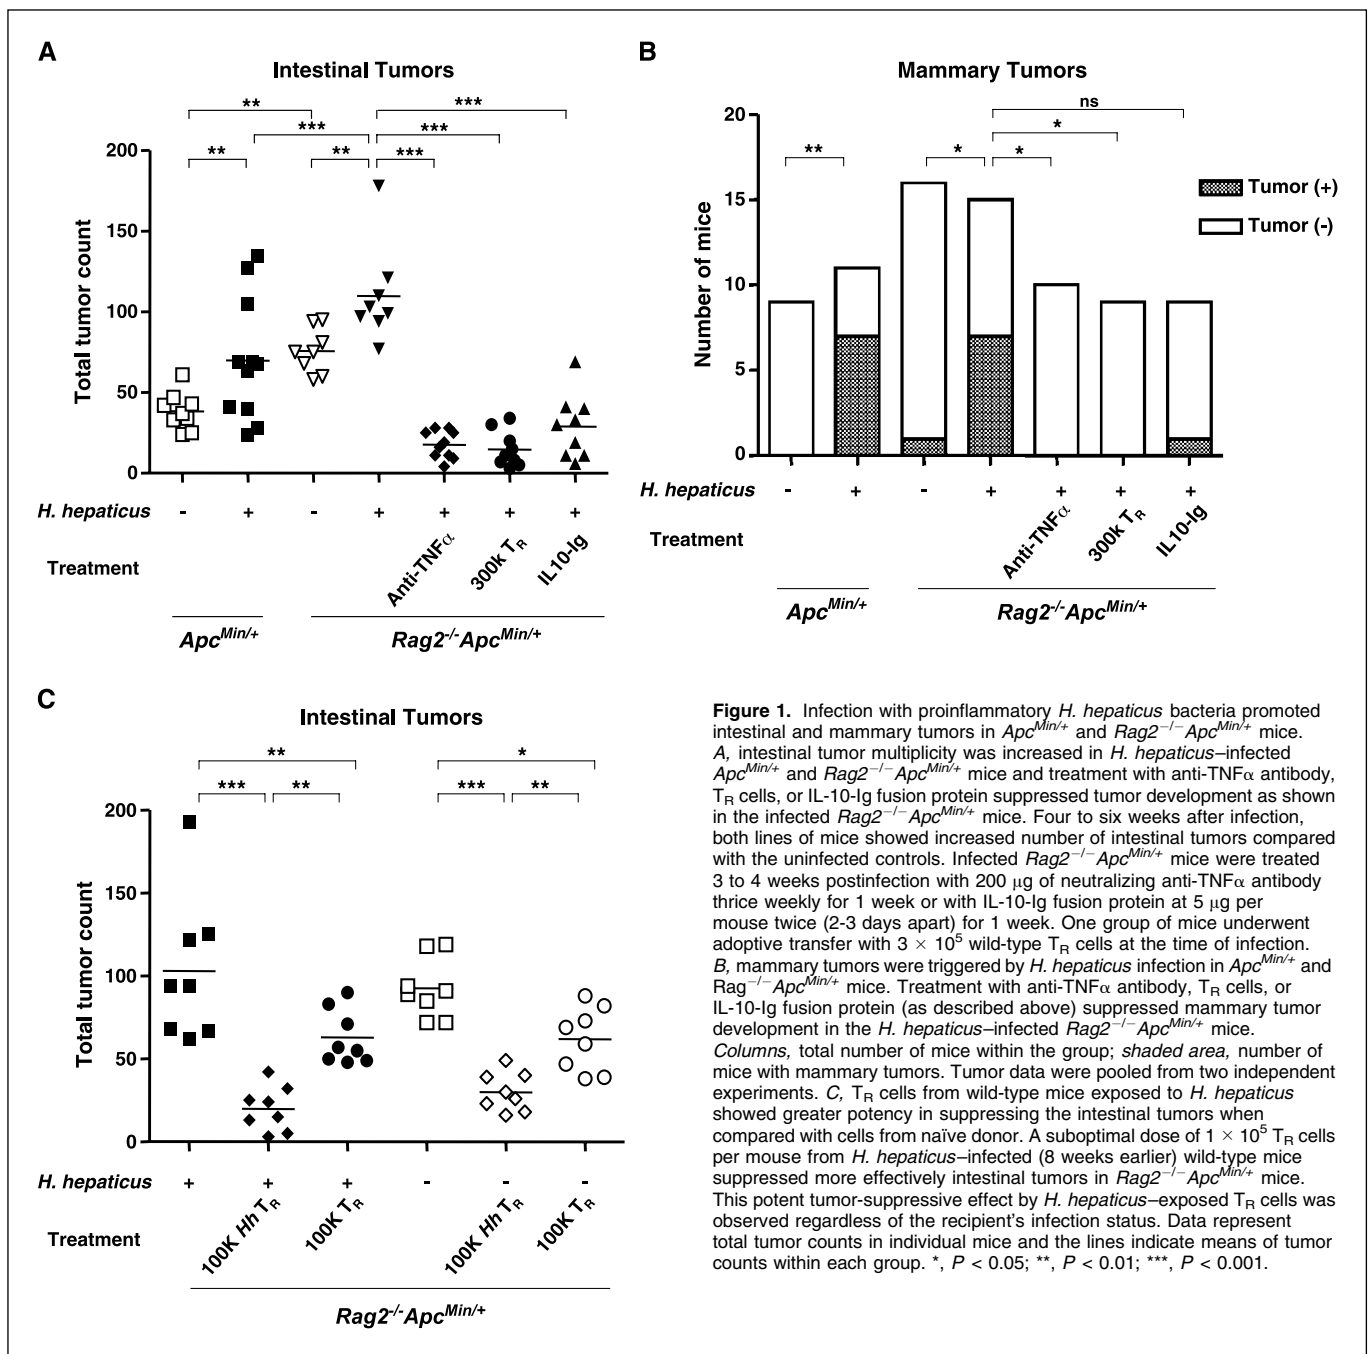 A
Intestinal Tumors
***
**
***
***
**
**
***
200
150
100
50
0
Total tumor count
H. hepaticus
- + - + + + +
Treatment
Anti-TNFα
300k TR
IL10-Ig
ApcMin/+
Rag2-/-ApcMin/+
B
Mammary Tumors
ns
*
**
*
*
20
15
10
5
0
Number of mice
Tumor (+)
Tumor (-)
H. hepaticus
- + - + + + +
Treatment
Anti-TNFα
300k TR
IL10-Ig
ApcMin/+
Rag2-/-ApcMin/+
C
Intestinal Tumors
**
*
***
**
***
**
200
150
100
50
0
Total tumor count
H. hepaticus
+ + + - - -
Treatment
100K Hh TR
100K TR
100K Hh TR
100K TR
Rag2-/-ApcMin/+
Figure 1. Infection with proinflammatory H. hepaticus bacteria promoted
intestinal and mammary tumors in ApcMin/+ and Rag2−/−ApcMin/+ mice.
A, intestinal tumor multiplicity was increased in H. hepaticus–infected
ApcMin/+ and Rag2−/−ApcMin/+ mice and treatment with anti-TNFα antibody,
TR cells, or IL-10-Ig fusion protein suppressed tumor development as shown
in the infected Rag2−/−ApcMin/+ mice. Four to six weeks after infection,
both lines of mice showed increased number of intestinal tumors compared
with the uninfected controls. Infected Rag2−/−ApcMin/+ mice were treated
3 to 4 weeks postinfection with 200 μg of neutralizing anti-TNFα antibody
thrice weekly for 1 week or with IL-10-Ig fusion protein at 5 μg per
mouse twice (2-3 days apart) for 1 week. One group of mice underwent
adoptive transfer with 3 × 10⁵ wild-type TR cells at the time of infection.
B, mammary tumors were triggered by H. hepaticus infection in ApcMin/+ and
Rag−/−ApcMin/+ mice. Treatment with anti-TNFα antibody, TR cells, or
IL-10-Ig fusion protein (as described above) suppressed mammary tumor
development in the H. hepaticus–infected Rag2−/−ApcMin/+ mice.
Columns, total number of mice within the group; shaded area, number of
mice with mammary tumors. Tumor data were pooled from two independent
experiments. C, TR cells from wild-type mice exposed to H. hepaticus
showed greater potency in suppressing the intestinal tumors when
compared with cells from naïve donor. A suboptimal dose of 1 × 10⁵ TR cells
per mouse from H. hepaticus–infected (8 weeks earlier) wild-type mice
suppressed more effectively intestinal tumors in Rag2−/−ApcMin/+ mice.
This potent tumor-suppressive effect by H. hepaticus–exposed TR cells was
observed regardless of the recipient's infection status. Data represent
total tumor counts in individual mice and the lines indicate means of tumor
counts within each group. *, P < 0.05; **, P < 0.01; ***, P < 0.001.